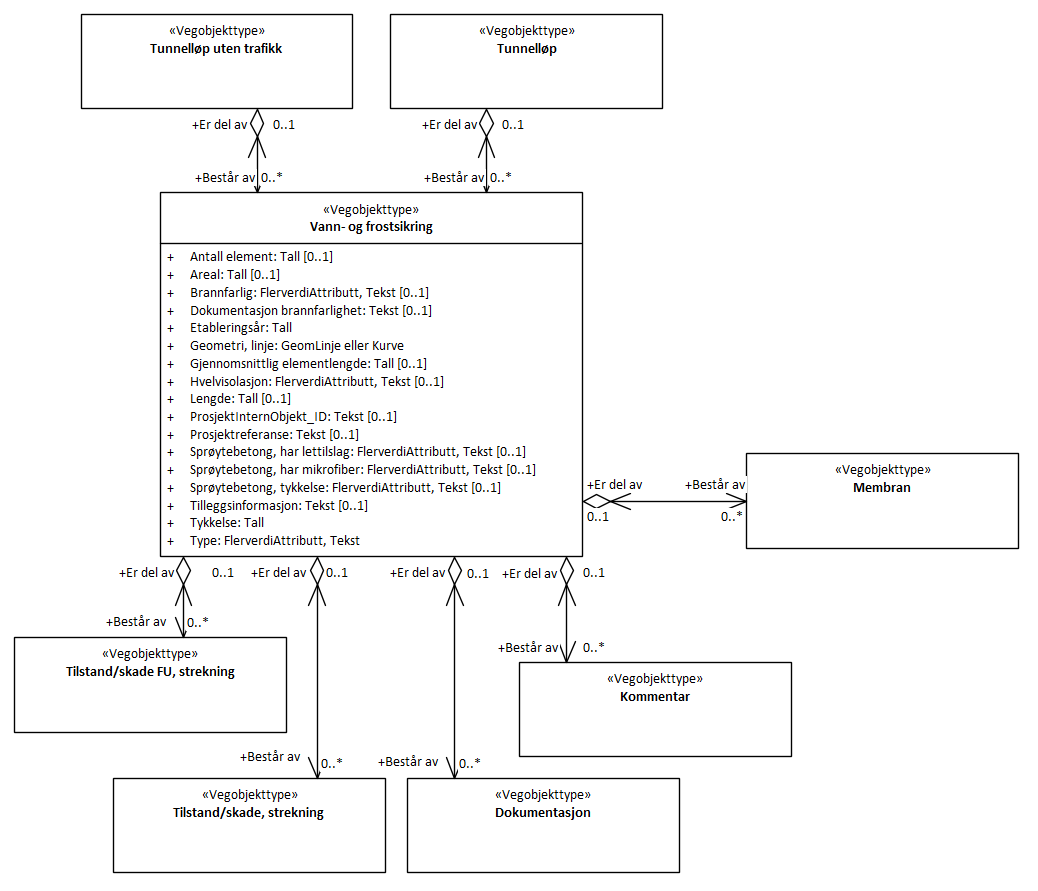 «Vegobjekttype»
Tunnelløp uten trafikk
«Vegobjekttype»
Tunnelløp
+Er del av
0..1
+Er del av
0..1
+Består av
0..*
+Består av
0..*
«Vegobjekttype»
Vann- og frostsikring
+ Antall element: Tall [0..1]
+ Areal: Tall [0..1]
+ Brannfarlig: FlerverdiAttributt, Tekst [0..1]
+ Dokumentasjon brannfarlighet: Tekst [0..1]
+ Etableringsår: Tall
+ Geometri, linje: GeomLinje eller Kurve
+ Gjennomsnittlig elementlengde: Tall [0..1]
+ Hvelvisolasjon: FlerverdiAttributt, Tekst [0..1]
+ Lengde: Tall [0..1]
+ ProsjektInternObjekt_ID: Tekst [0..1]
+ Prosjektreferanse: Tekst [0..1]
+ Sprøytebetong, har lettilslag: FlerverdiAttributt, Tekst [0..1]
+ Sprøytebetong, har mikrofiber: FlerverdiAttributt, Tekst [0..1]
+ Sprøytebetong, tykkelse: FlerverdiAttributt, Tekst [0..1]
+ Tilleggsinformasjon: Tekst [0..1]
+ Tykkelse: Tall
+ Type: FlerverdiAttributt, Tekst
+Er del av
0..1
+Består av
0..*
«Vegobjekttype»
Membran
+Er del av
0..1
+Er del av
0..1
+Er del av
0..1
+Er del av
0..1
+Består av
0..*
+Består av
0..*
«Vegobjekttype»
Tilstand/skade FU, strekning
«Vegobjekttype»
Kommentar
+Består av
0..*
+Består av
0..*
«Vegobjekttype»
Tilstand/skade, strekning
«Vegobjekttype»
Dokumentasjon